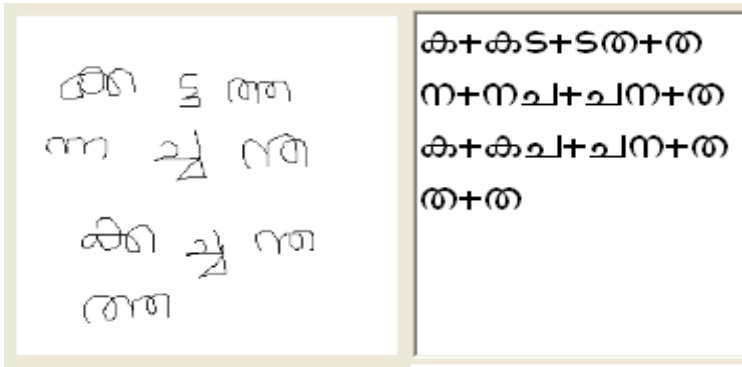 ക്ക ട്ട ത്ത
ന്ന ച്ച ന്ത
ക്ക ച്ച ന്ത
ത്ത
ക+കട+ടത+ത
ന+നച+ചന+ത
ക+കച+ചന+ത
ത+ത